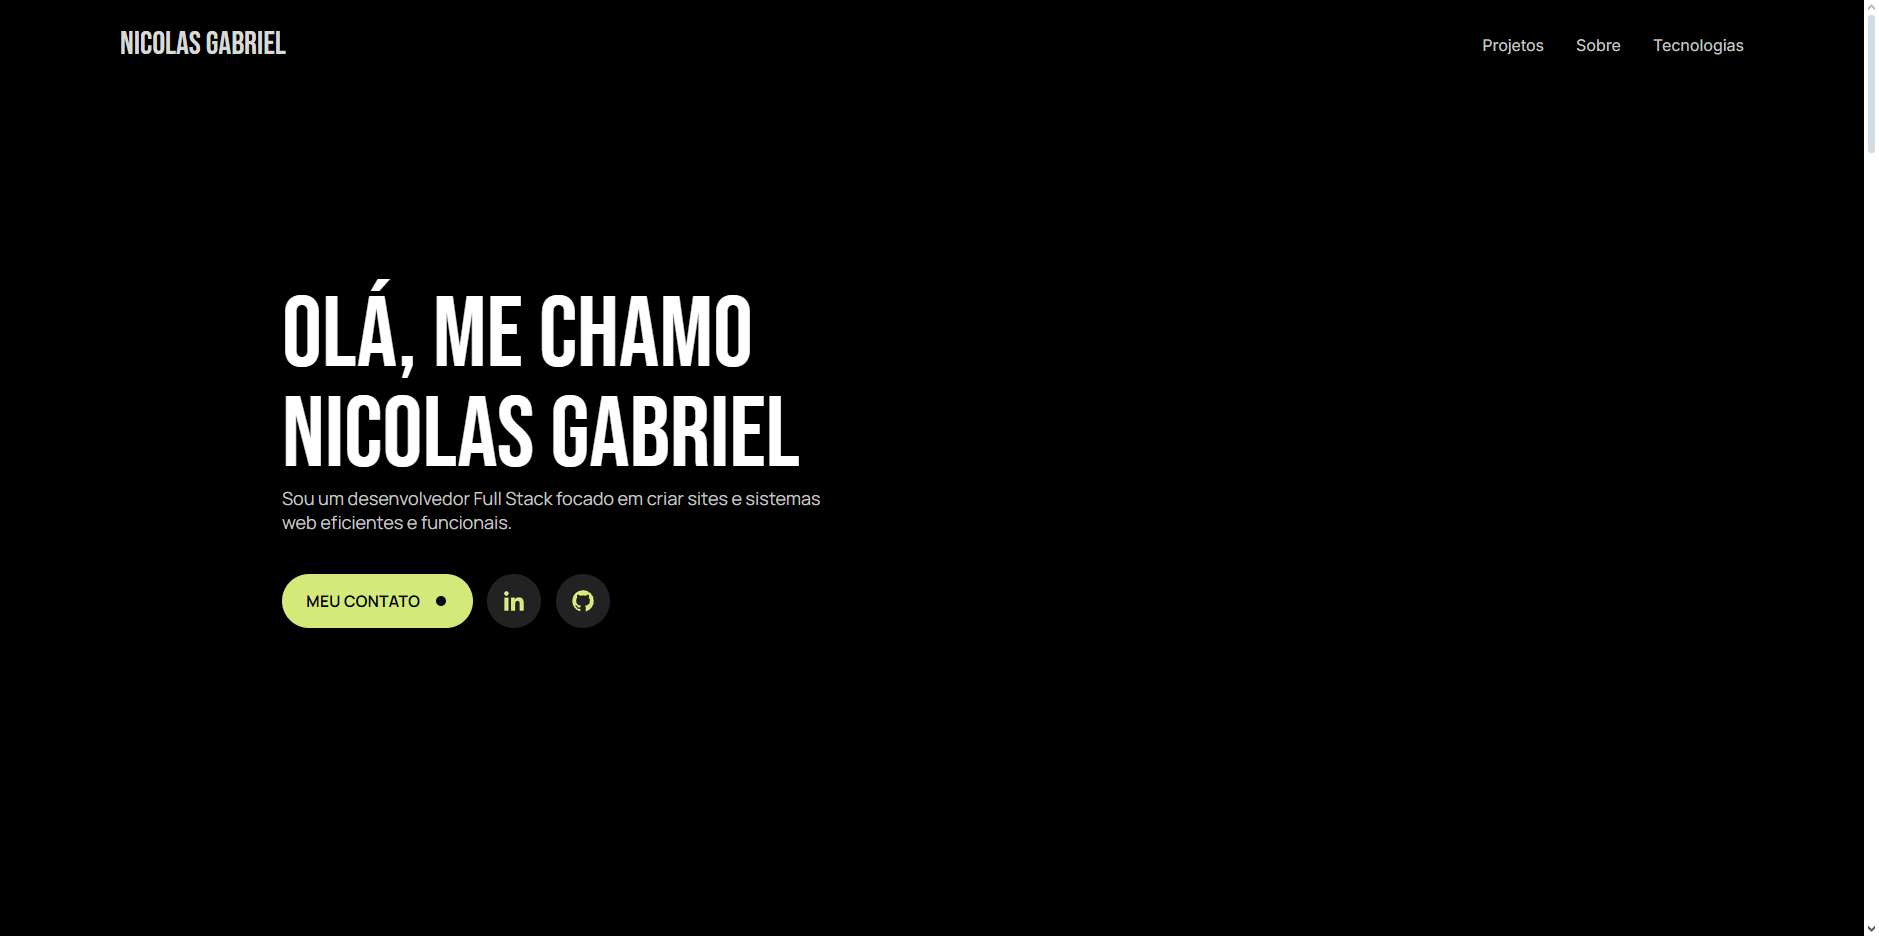 NICOLAS GABRIEL
Projetos
Sobre
Tecnologias
OLÁ, ME CHAMO
NICOLAS GABRIEL
Sou um desenvolvedor Full Stack focado em criar sites e sistemas
web eficientes e funcionais.
MEU CONTATO
in